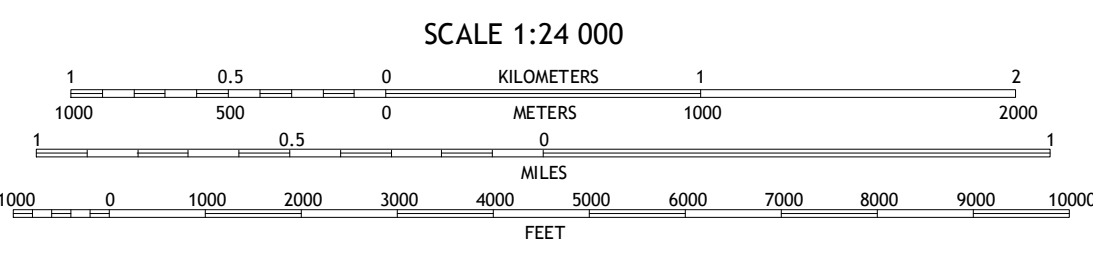 SCALE 1:24 000
1 0.5 0 KILOMETERS 1 2
1000 500 0 METERS 1000 2000
1 0.5 0 1
MILES
1000 0 1000 2000 3000 4000 5000 6000 7000 8000 9000 10000
FEET